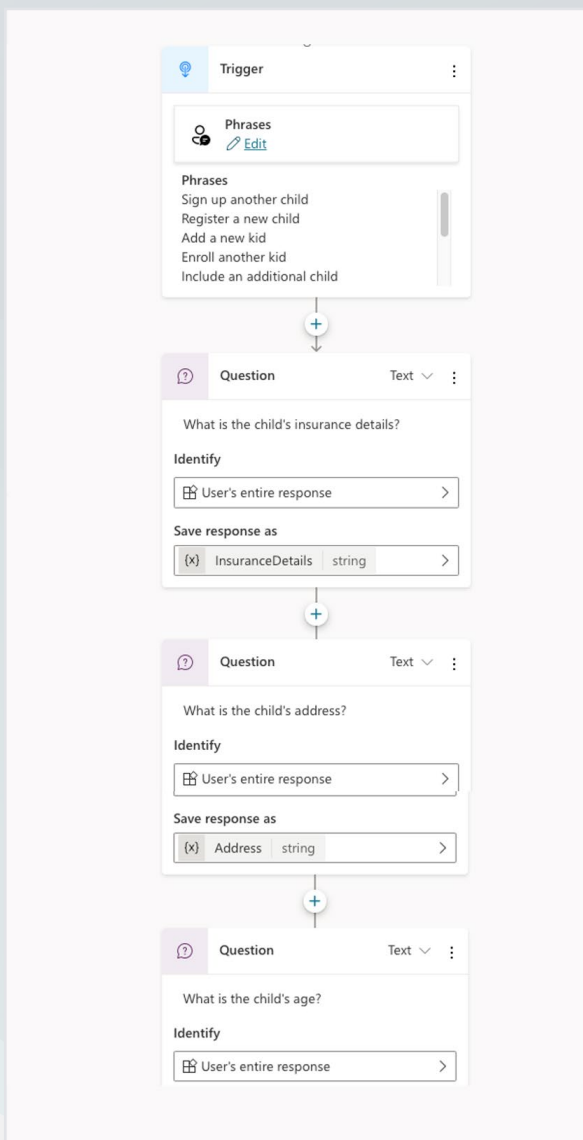 Trigger
Phrases
Edit
Phrases
Sign up another child
Register a new child
Add a new kid
Enroll another kid
Include an additional child
Question Text
What is the child's insurance details?
Identify
User's entire response
Save response as
{x} InsuranceDetails string
Question Text
What is the child's address?
Identify
User's entire response
Save response as
{x} Address string
Question Text
What is the child's age?
Identify
User's entire response